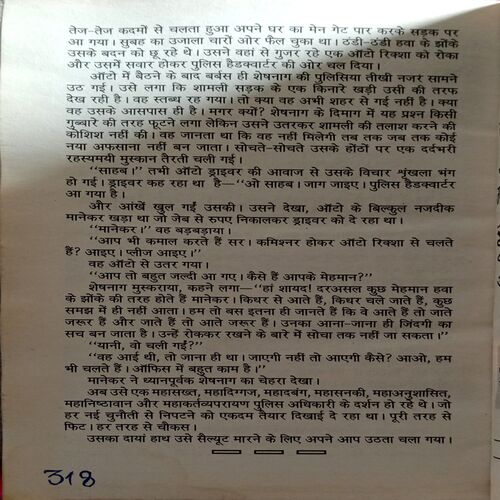 तेज-तेज कदमों से चलता हुआ अपने घर का मेन गेट पार करके सड़क पर
आ गया। सुबह का उजाला चारों ओर फैल चुका था। ठंडी-ठंडी हवा के झोंके
उसके बदन को छू रहे थे। उसने वहां से गुजर रहे एक ऑटो रिक्शा को रोका
और उसमें सवार होकर पुलिस हैडक्वार्टर की ओर चल दिया।
ऑटो में बैठने के बाद बरबस ही शेषनाग की पुलिसिया तीखी नजर सामने
उठ गई। उसे लगा कि शामली सड़क के एक किनारे खड़ी उसी की तरफ
देख रही है। वह स्तब्ध रह गया। तो क्या वह अभी शहर से गई नहीं है। क्या
वह उसके आसपास ही है। मगर क्यों? शेषनाग के दिमाग में यह प्रश्न किसी
गुब्बारे की तरह फूटने लगा लेकिन उसने उतरकर शामली की तलाश करने की
कोशिश नहीं की। वह जानता था कि वह नहीं मिलेगी तब तक जब तक कोई
नया अफसाना नहीं बन जाता। सोचते-सोचते उसके होंठों पर एक दर्दभरी
रहस्यमयी मुस्कान तैरती चली गई।
“साहब।” तभी ऑटो ड्राइवर की आवाज से उसके विचार शृंखला भंग
हो गई। ड्राइवर कह रहा था है—“ओ साहब। जाग जाइए। पुलिस हैडक्वार्टर
आ गया है।
और आंखें खुल गईं उसकी। उसने देखा, ऑटो के बिल्कुल नजदीक
मानेकर खड़ा था जो जेब से रुपए निकालकर ड्राइवर को दे रहा था।
“मानेकर।” वह बड़बड़ाया।
“आप भी कमाल करते हैं सर। कमिश्नर होकर ऑटो रिक्शा से चलते
हैं? आइए। प्लीज आइए।”
वह ऑटो से उतर गया।
“आप तो बहुत जल्दी आ गए। कैसे हैं आपके मेहमान?”
शेषनाग मुस्कराया, कहने लगा—“हां शायद! दरअसल कुछ मेहमान हवा
के झोंके की तरह होते हैं मानेकर। किधर से आते हैं, किधर चले जाते हैं, कुछ
समझ में ही नहीं आता। हम तो बस इतना ही जानते हैं कि वे आते हैं तो जाते
जरूर हैं और जाते हैं तो आते जरूर हैं। उनका आना-जाना ही जिंदगी का
सच बन जाता है। उन्हें रोककर रखने के बारे में सोचा तक नहीं जा सकता।”
“यानी, वो चली गईं?”
“वह आई थी, तो जाना ही था। जाएगी नहीं तो आएगी कैसे? आओ, हम
भी चलते हैं। ऑफिस में बहुत काम है।”
मानेकर ने ध्यानपूर्वक शेषनाग का चेहरा देखा।
अब उसे एक महासख्त, महादिग्गज, महादबंग, महासनकी, महाअनुशासित,
महानिष्ठावान और महाकर्तव्यपरायण पुलिस अधिकारी के दर्शन हो रहे थे। जो
हर नई चुनौती से निपटने को एकदम तैयार दिखाई दे रहा था। पूरी तरह से
फिट। हर तरह से चौकस।
उसका दायां हाथ उसे सैल्यूट मारने के लिए अपने आप उठता चला गया।
318